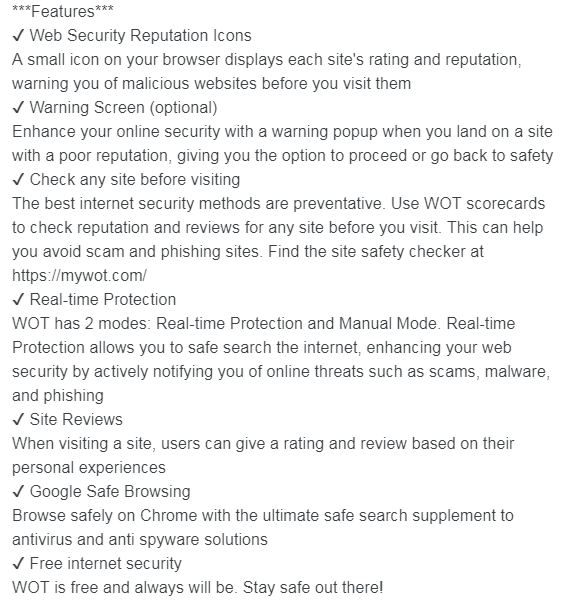 ***Features***
✓ Web Security Reputation Icons
A small icon on your browser displays each site's rating and reputation,
warning you of malicious websites before you visit them
✓ Warning Screen (optional)
Enhance your online security with a warning popup when you land on a site
with a poor reputation, giving you the option to proceed or go back to safety
✓ Check any site before visiting
The best internet security methods are preventative. Use WOT scorecards
to check reputation and reviews for any site before you visit. This can help
you avoid scam and phishing sites. Find the site safety checker at
https://mywot.com/
✓ Real-time Protection
WOT has 2 modes: Real-time Protection and Manual Mode. Real-time
Protection allows you to safe search the internet, enhancing your web
security by actively notifying you of online threats such as scams, malware,
and phishing
✓ Site Reviews
When visiting a site, users can give a rating and review based on their
personal experiences
✓ Google Safe Browsing
Browse safely on Chrome with the ultimate safe search supplement to
antivirus and anti spyware solutions
✓ Free internet security
WOT is free and always will be. Stay safe out there!